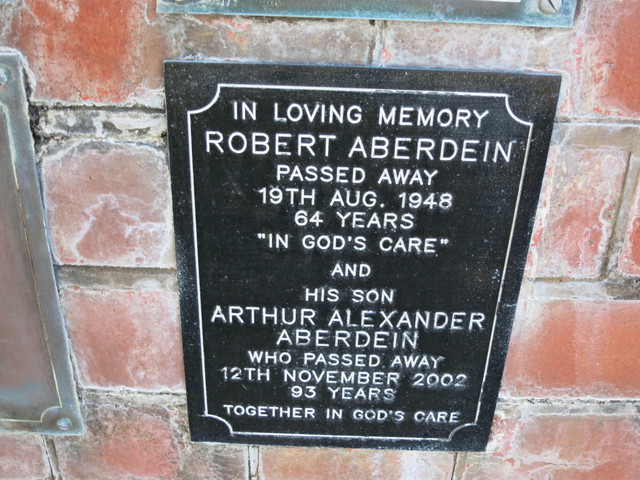 IN LOVING MEMORY
ROBERT ABERDEIN
PASSED AWAY
19TH AUG. 1948
64 YEARS
"IN GOD'S CARE"
AND
HIS SON
ARTHUR ALEXANDER
ABERDEIN
WHO PASSED AWAY
12TH NOVEMBER 2002
93 YEARS
TOGETHER IN GOD'S CARE